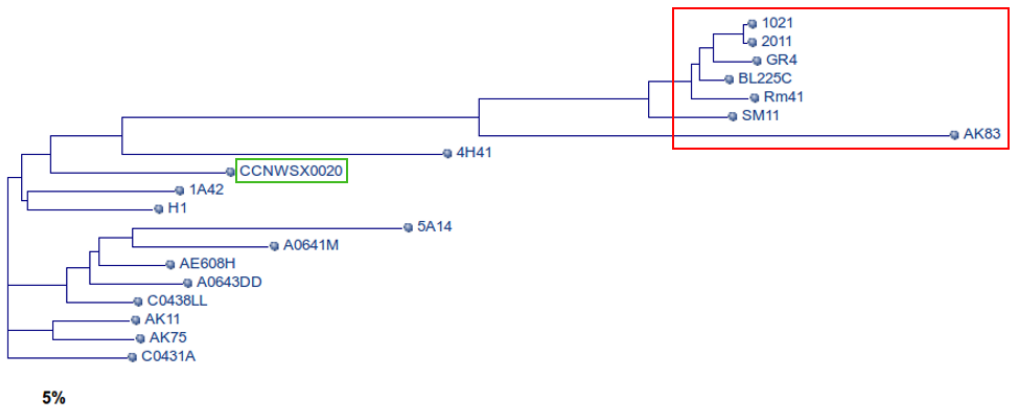 1021
2011
GR4
BL225C
Rm41
SM11
AK83
4H41
CCNWSX0020
1A42
H1
5A14
A0641M
AE608H
A0643DD
C0438LL
AK11
AK75
C0431A
5%